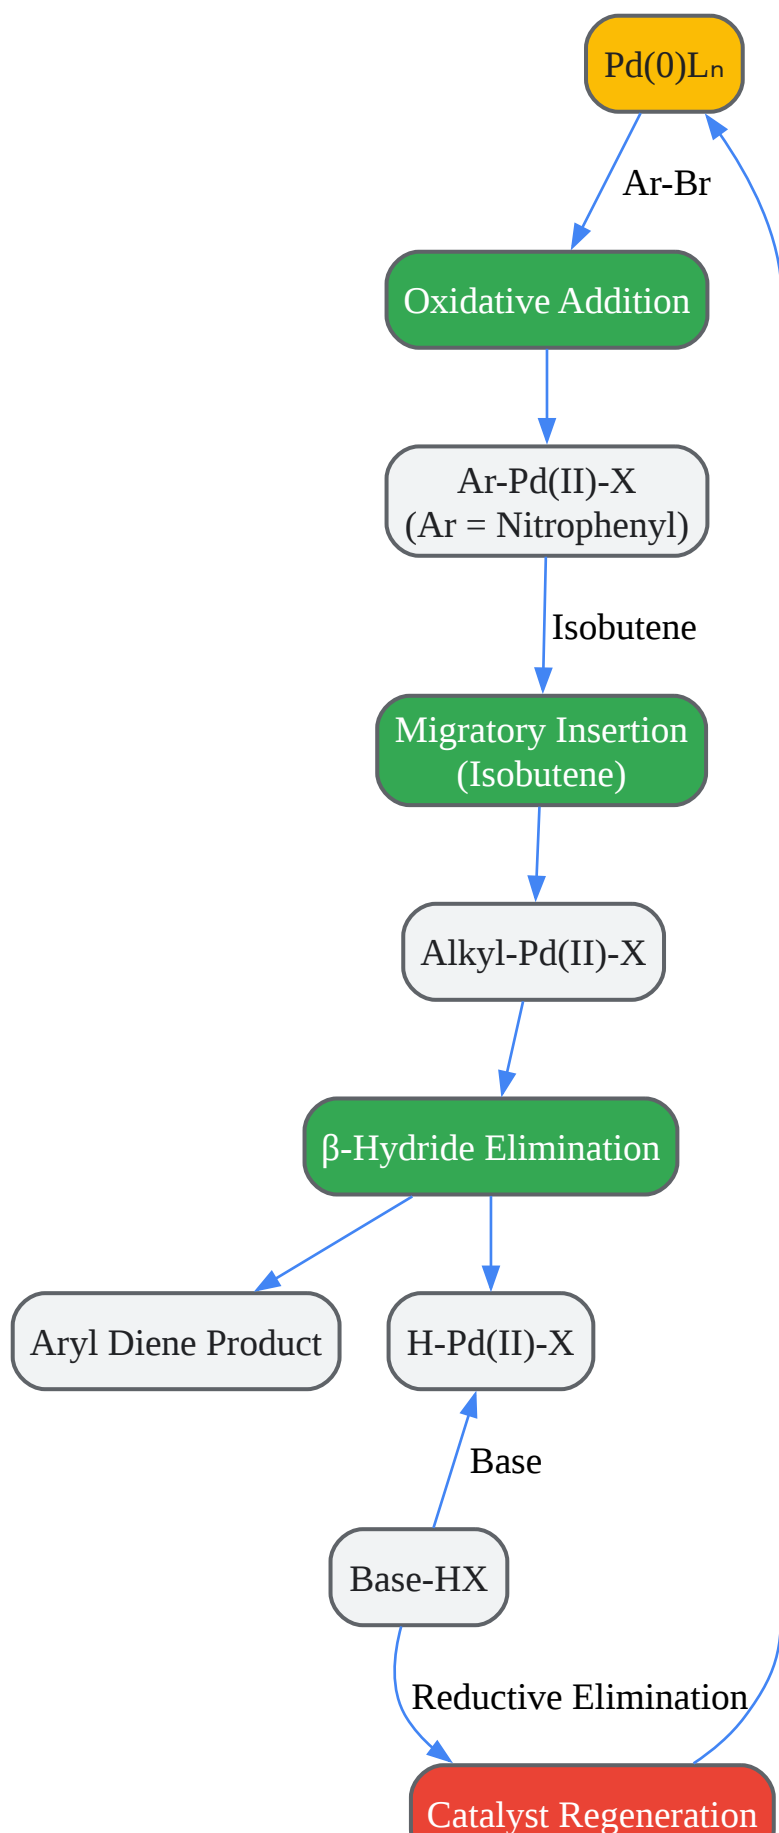 Pd(0)Lₙ
Ar-Br
Oxidative Addition
Ar-Pd(II)-X
(Ar = Nitrophenyl)
Isobutene
Migratory Insertion
(Isobutene)
Alkyl-Pd(II)-X
β-Hydride Elimination
Aryl Diene Product
H-Pd(II)-X
Base
Base-HX
Reductive Elimination
Catalyst Regeneration